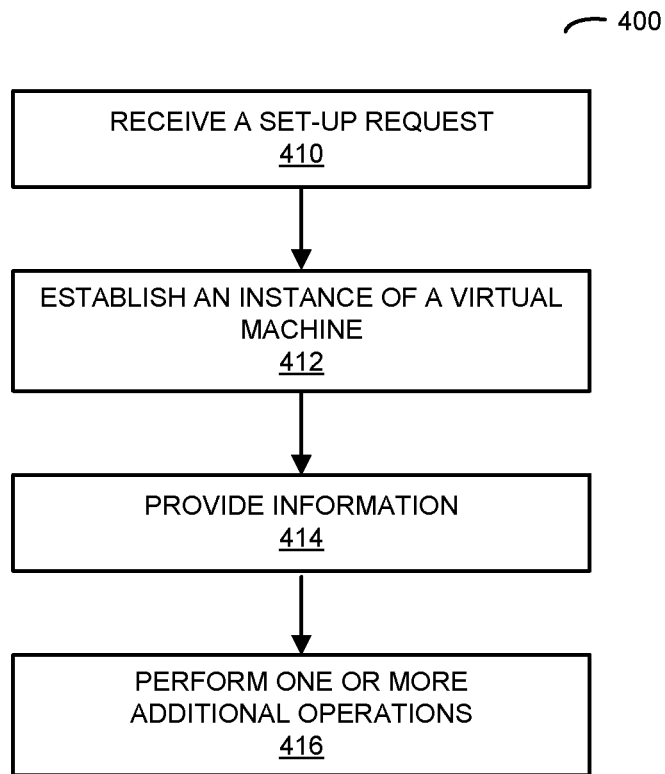 400
RECEIVE A SET-UP REQUEST
410
ESTABLISH AN INSTANCE OF A VIRTUAL
MACHINE
412
PROVIDE INFORMATION
414
PERFORM ONE OR MORE
ADDITIONAL OPERATIONS
416